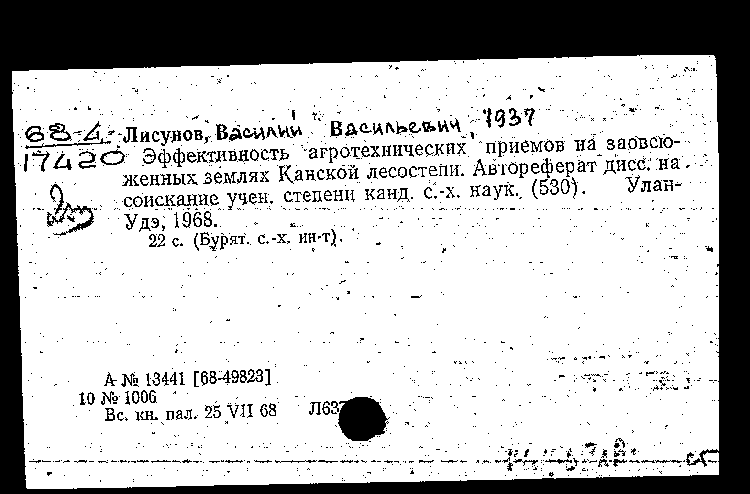 68-4 Лисунов, Василий Васильевич, 1937
17420 Эффективность агротехнических приемов на заовсю-
женных землях Канской лесостепи. Автореферат дисс. на
соискание учен. степени канд. с.-х. наук. (530). Улан-
Удэ, 1968.
22 с. (Бурят. с.-х. ин-т).
А № 13441 [68-49823]
10 № 1006
Вс. кн. пал. 25 VII 68 Л637